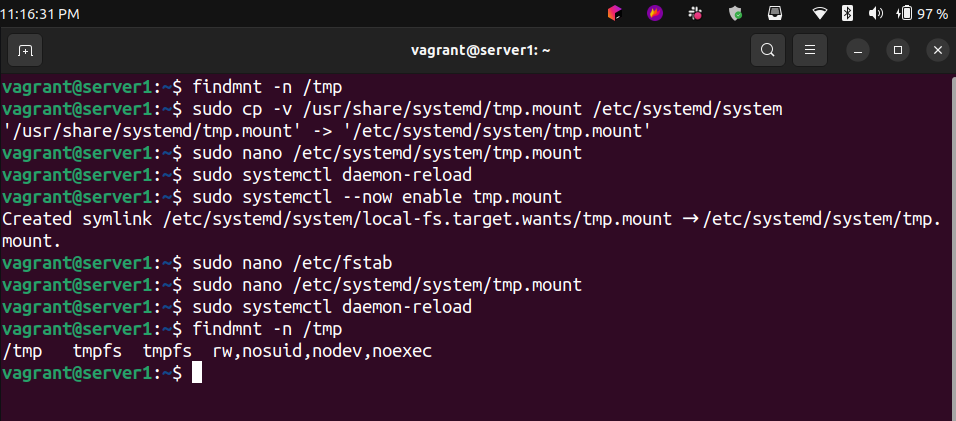 11:16:31 PM
97 %
vagrant@server1: ~
vagrant@server1:~$ findmnt -n /tmp
vagrant@server1:~$ sudo cp -v /usr/share/systemd/tmp.mount /etc/systemd/system
'/usr/share/systemd/tmp.mount' -> '/etc/systemd/system/tmp.mount'
vagrant@server1:~$ sudo nano /etc/systemd/system/tmp.mount
vagrant@server1:~$ sudo systemctl daemon-reload
vagrant@server1:~$ sudo systemctl --now enable tmp.mount
Created symlink /etc/systemd/system/local-fs.target.wants/tmp.mount → /etc/systemd/system/tmp.
mount.
vagrant@server1:~$ sudo nano /etc/fstab
vagrant@server1:~$ sudo nano /etc/systemd/system/tmp.mount
vagrant@server1:~$ sudo systemctl daemon-reload
vagrant@server1:~$ findmnt -n /tmp
/tmp   tmpfs  tmpfs  rw,nosuid,nodev,noexec
vagrant@server1:~$